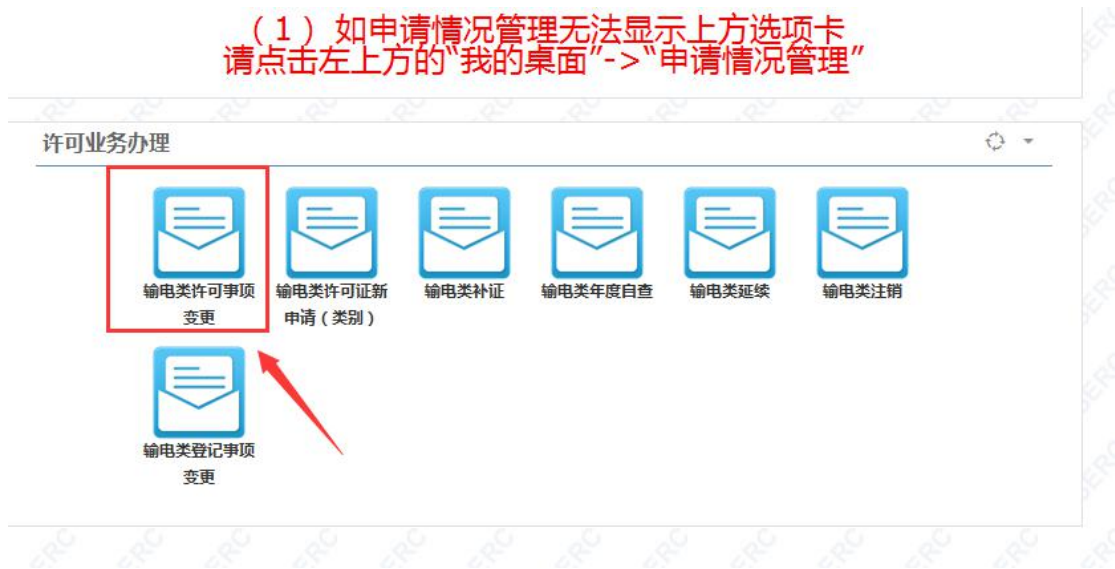 （1）如申请情况管理无法显示上方选项卡
请点击左上方的"我的桌面"->"申请情况管理"
许可业务办理
输电类许可事项
变更
输电类许可证新
申请（类别）
输电类补证
输电类年度自查
输电类延续
输电类注销
输电类登记事项
变更
SERC